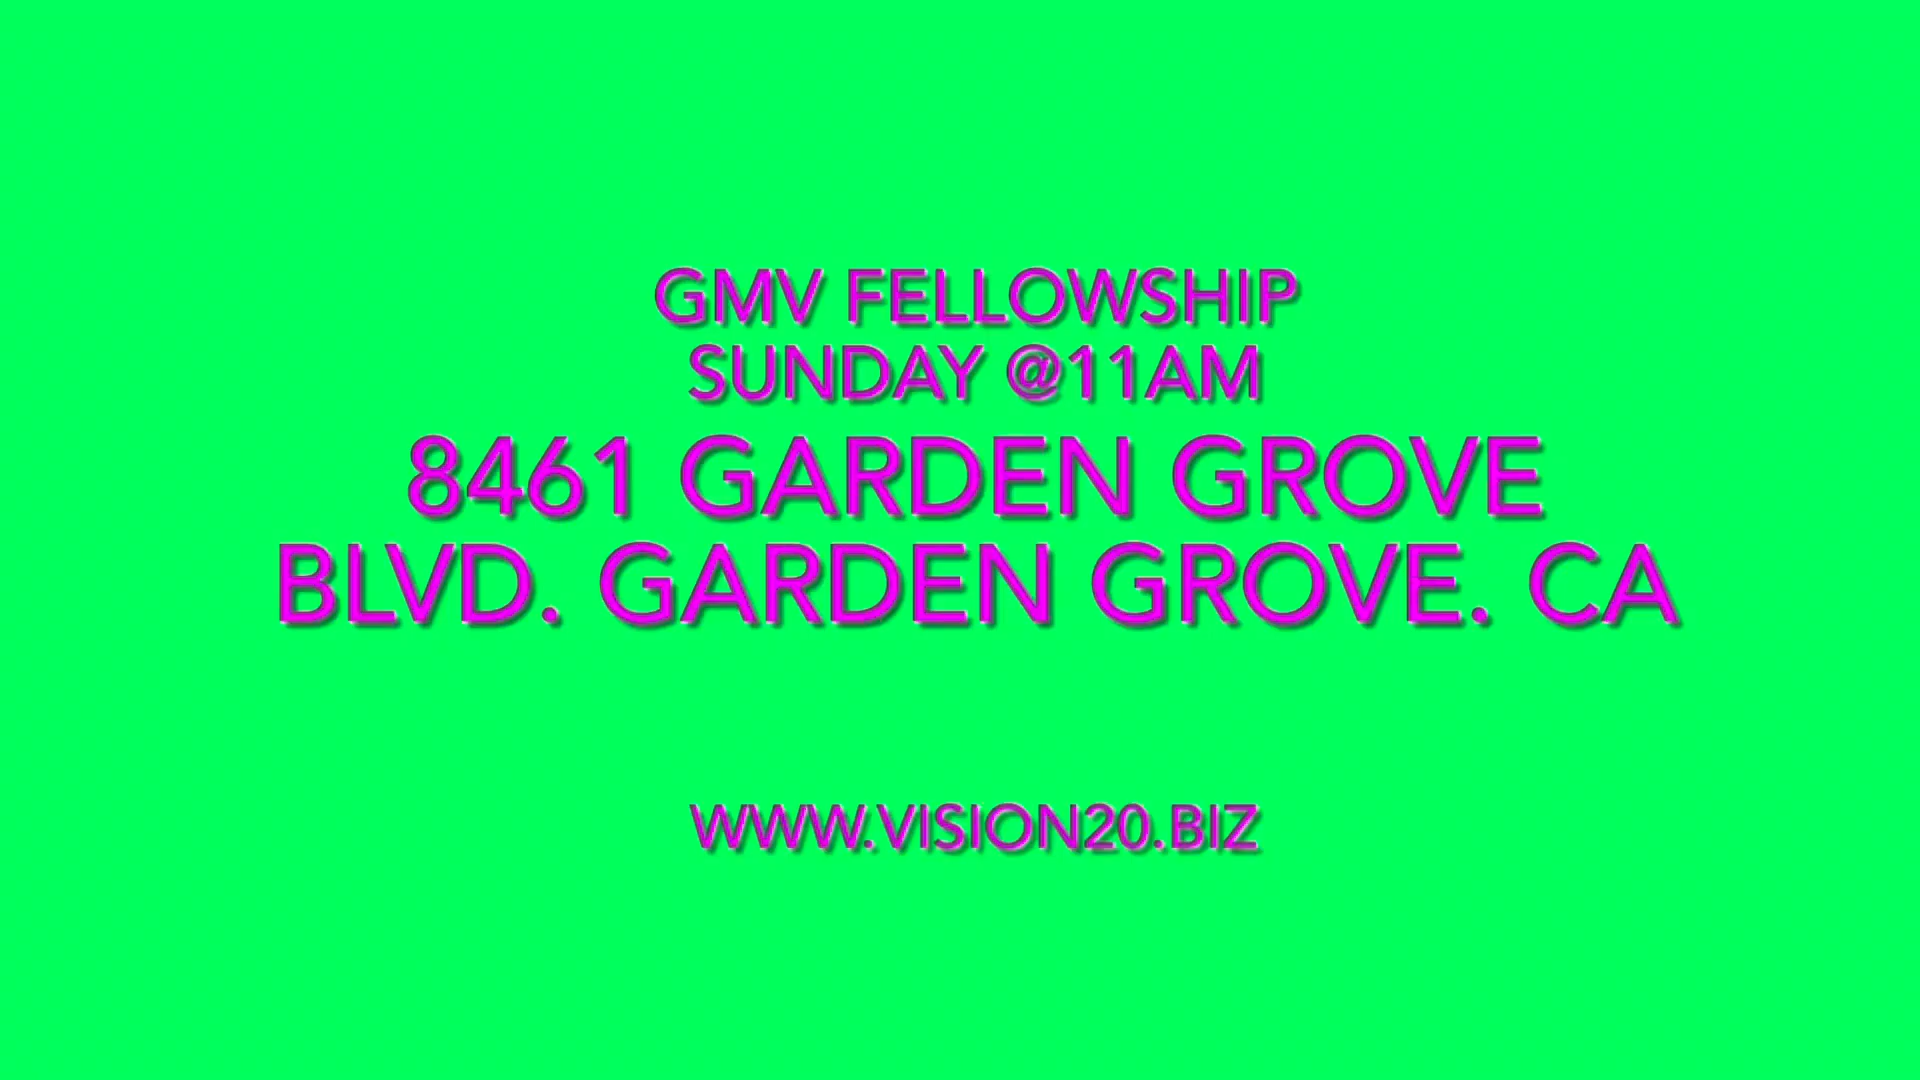 GMV FELLOWSHIP
SUNDAY @11AM
8461 GARDEN GROVE
BLVD. GARDEN GROVE. CA
WWW.VISION20.BIZ